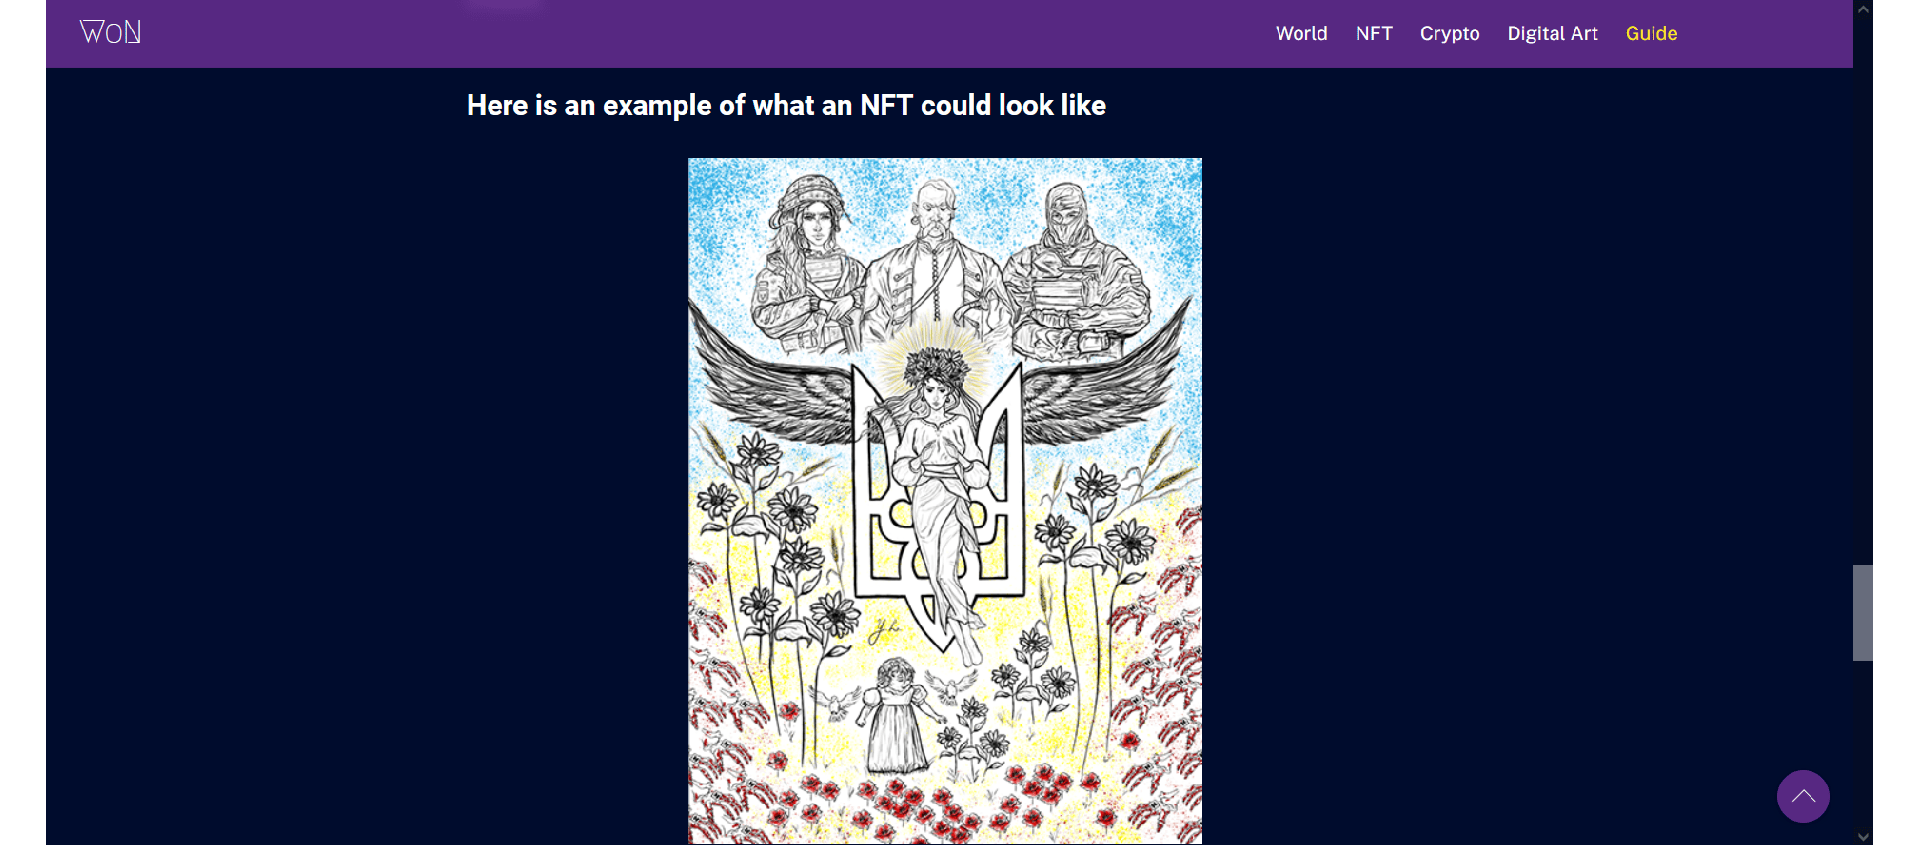 WoN
World NFT Crypto Digital Art Guide
Here is an example of what an NFT could look like